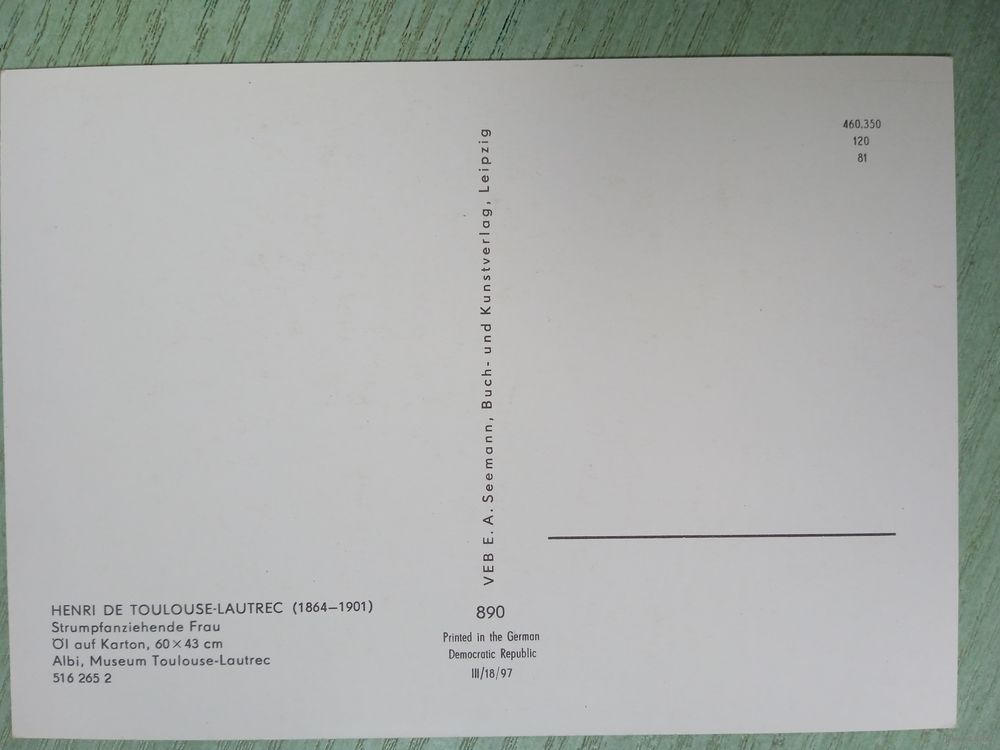 460.350
120
81
VEB E. A. Seemann, Buch- und Kunstverlag, Leipzig
HENRI DE TOULOUSE-LAUTREC (1864—1901)
Strumpfanziehende Frau
Öl auf Karton, 60 × 43 cm
Albi, Museum Toulouse-Lautrec
516 265 2
890
Printed in the German
Democratic Republic
III/18/97